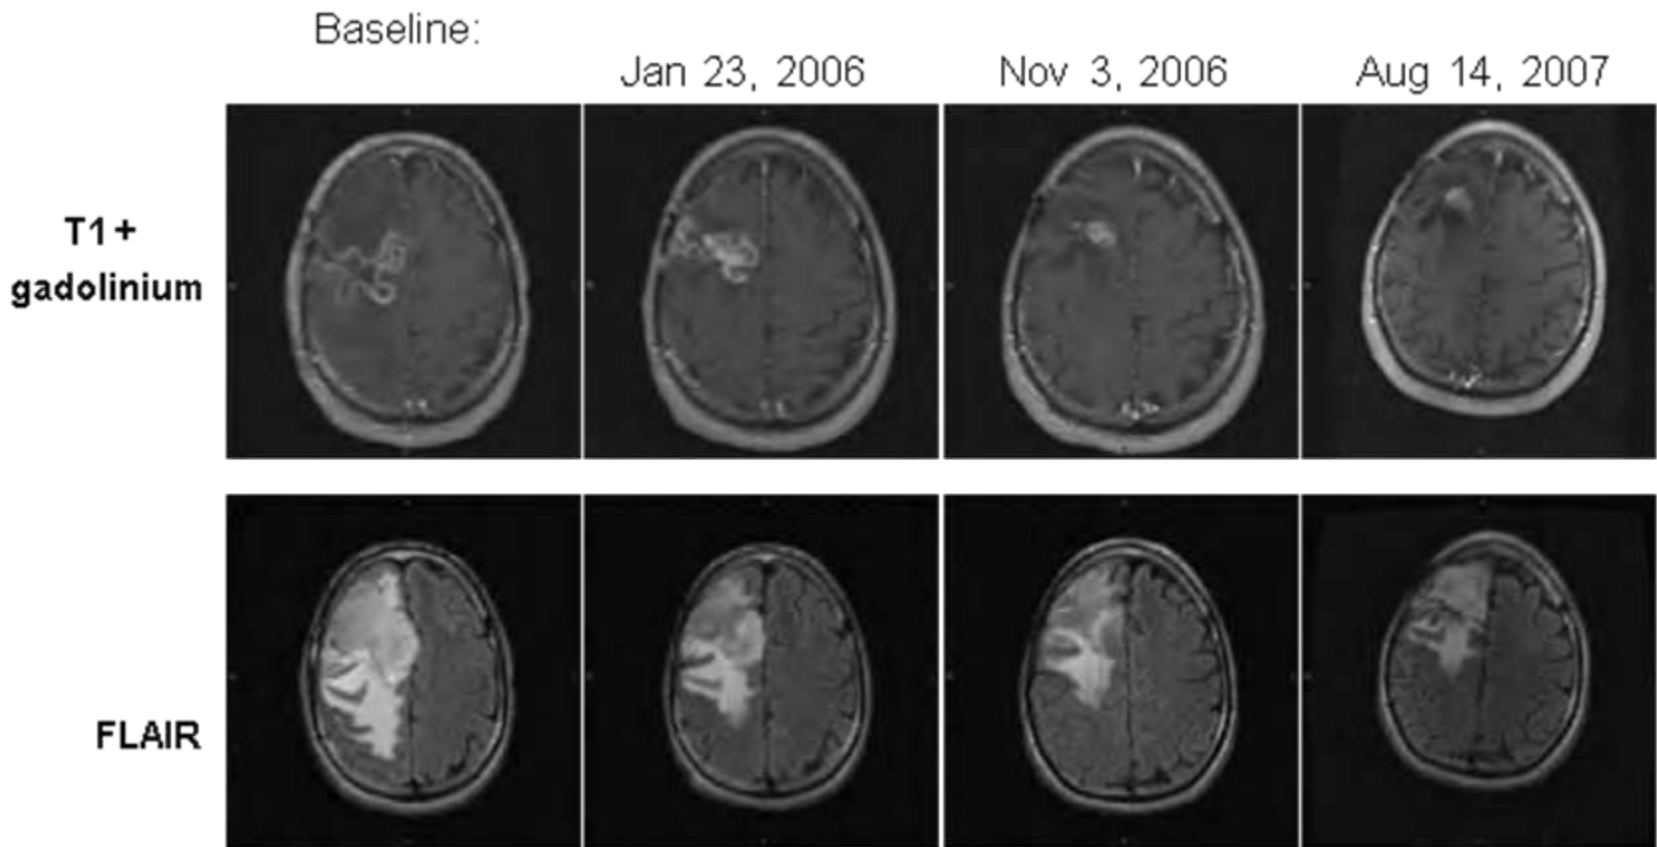 Baseline:
Jan 23, 2006
Nov 3, 2006
Aug 14, 2007
T1+
gadolinium
FLAIR